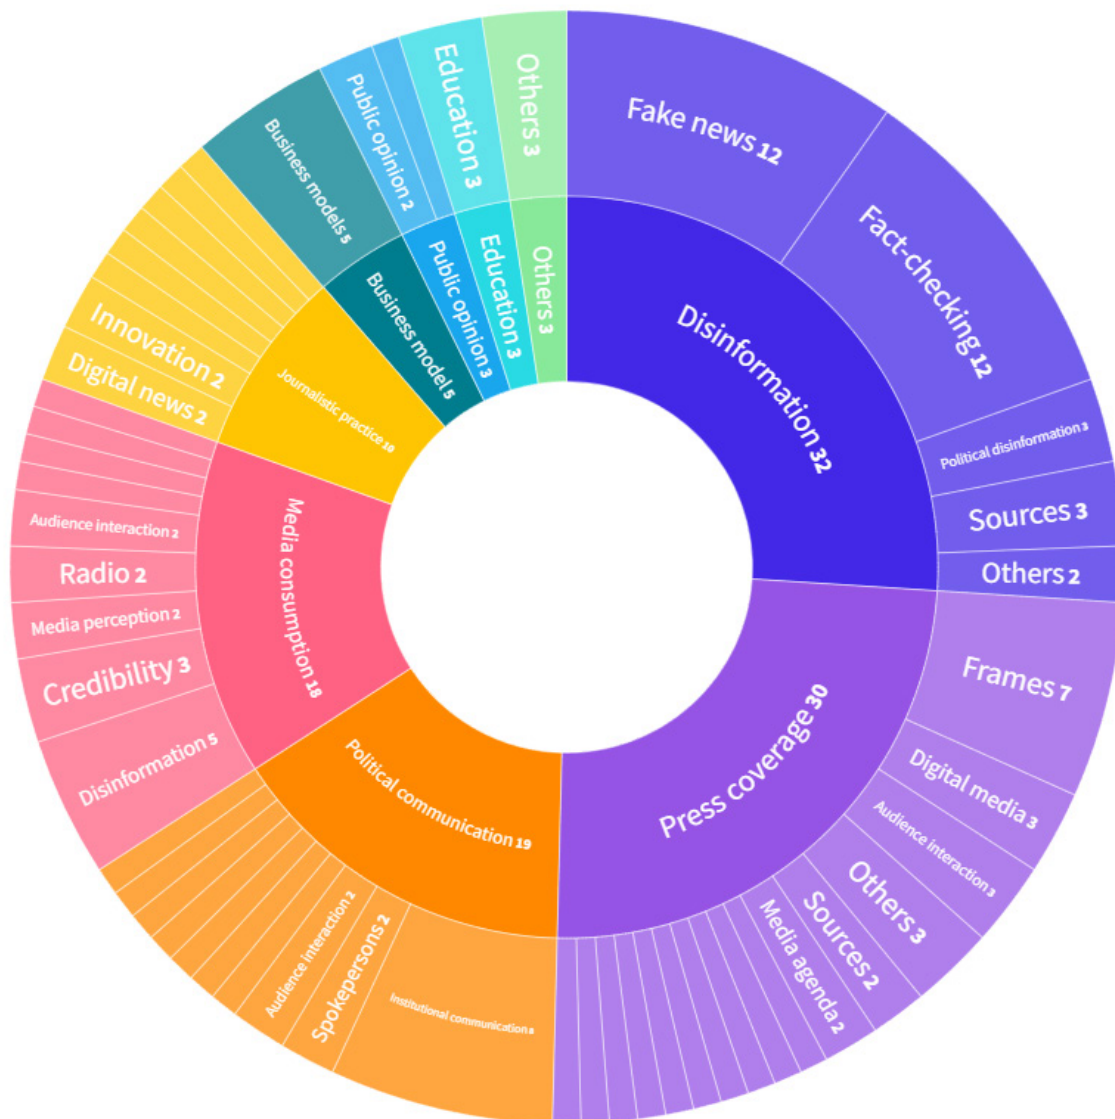 Fake news 12
Fact-checking 12
Political disinformation 3
Sources 3
Others 2
Disinformation 32
Frames 7
Digital media 3
Audience interaction 3
Others 3
Sources 2
Media agenda 2
Press coverage 30
Institutional communication 8
Spokepersons 2
Audience interaction 2
Political communication 19
Disinformation 5
Credibility 3
Media perception 2
Radio 2
Audience interaction 2
Media consumption 18
Digital news 2
Innovation 2
Journalistic practice 10
Business models 5
Business model 5
Public opinion 2
Public opinion 3
Education 3
Education 3
Others 3
Others 3